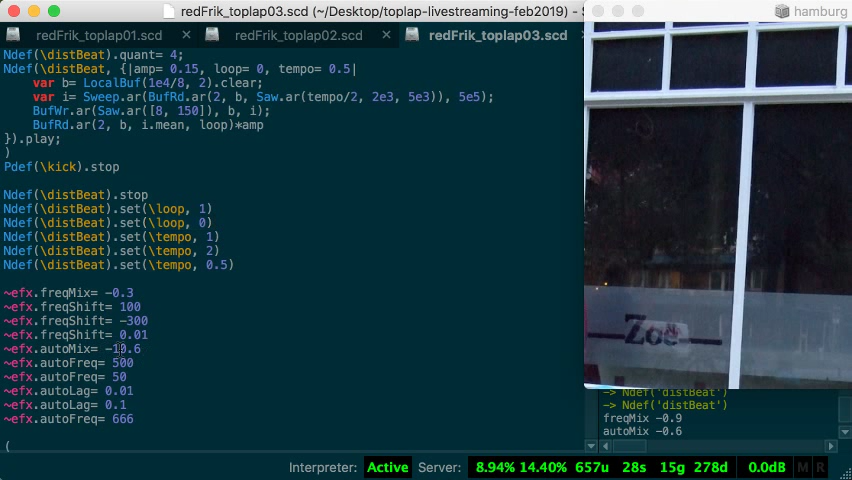 redFrik_toplap03.scd (~/Desktop/toplap-livestreaming-feb2019) - S
hamburg
redFrik_toplap01.scd
redFrik_toplap02.scd
redFrik_toplap03.scd
Ndef(\distBeat).quant= 4;
Ndef(\distBeat, {|amp= 0.15, loop= 0, tempo= 0.5|
var b= LocalBuf(1e4/8, 2).clear;
var i= Sweep.ar(BufRd.ar(2, b, Saw.ar(tempo/2, 2e3, 5e3)), 5e5);
BufWr.ar(Saw.ar([8, 150]), b, i);
BufRd.ar(2, b, i.mean, loop)*amp
}).play;
)
Pdef(\kick).stop
Ndef(\distBeat).stop
Ndef(\distBeat).set(\loop, 1)
Ndef(\distBeat).set(\loop, 0)
Ndef(\distBeat).set(\tempo, 1)
Ndef(\distBeat).set(\tempo, 2)
Ndef(\distBeat).set(\tempo, 0.5)
~efx.freqMix= -0.3
~efx.freqShift= 100
~efx.freqShift= -300
~efx.freqShift= 0.01
~efx.autoMix= -10.6
~efx.autoFreq= 500
~efx.autoFreq= 50
~efx.autoLag= 0.01
~efx.autoLag= 0.1
~efx.autoFreq= 666
(
Zoë
-> Ndef('distBeat')
-> Ndef('distBeat')
freqMix -0.9
autoMix -0.6
Interpreter: Active Server: 8.94% 14.40% 657u 28s 15g 278d 0.0dB M R